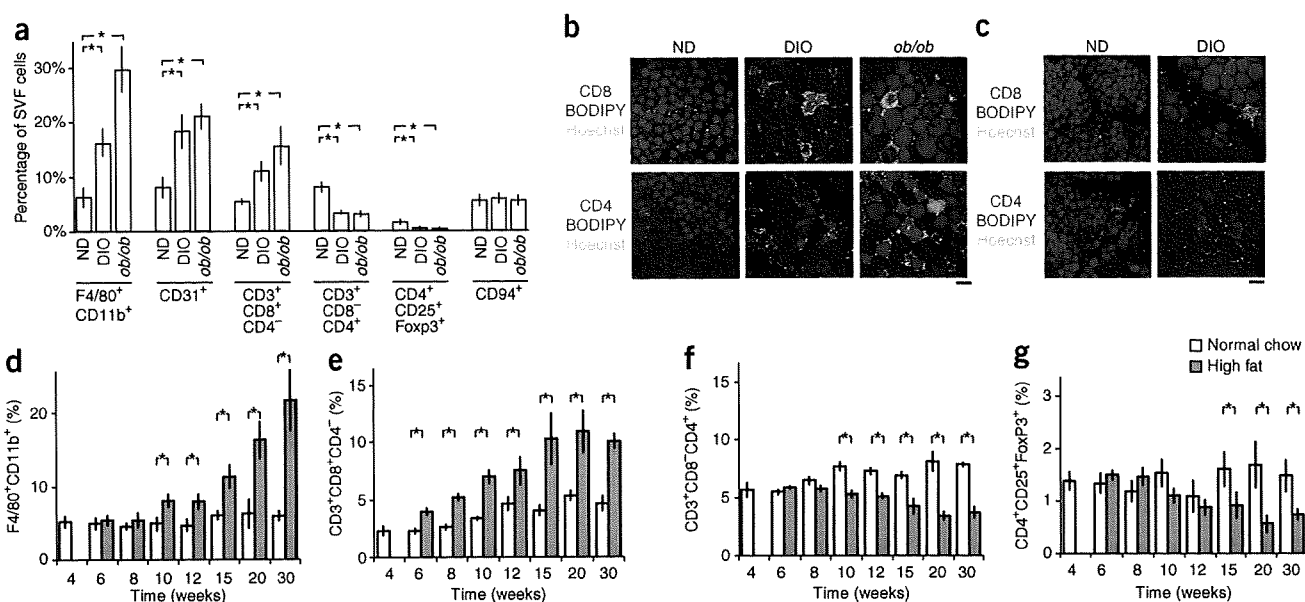 a
Percentage of SVF cells
30%
20%
10%
0%
* * * * * * * * * *
ND DIO ob/ob ND DIO ob/ob ND DIO ob/ob ND DIO ob/ob ND DIO ob/ob ND DIO ob/ob
F4/80+
CD11b+
CD31+
CD3+
CD8+
CD4−
CD3+
CD8−
CD4+
CD4+
CD25+
Foxp3+
CD94+
b
ND DIO ob/ob
CD8
BODIPY
Hoechst
CD4
BODIPY
Hoechst
c
ND DIO
CD8
BODIPY
Hoechst
CD4
BODIPY
Hoechst
d
F4/80+CD11b+ (%)
20
10
0
* * * * *
4 6 8 10 12 15 20 30
Time (weeks)
e
CD3+CD8+CD4− (%)
15
10
5
0
* * * * * * *
4 6 8 10 12 15 20 30
Time (weeks)
f
CD3+CD8−CD4+ (%)
15
10
5
0
* * * * *
4 6 8 10 12 15 20 30
Time (weeks)
g
Normal chow
High fat
CD4+CD25+FoxP3+ (%)
3
2
1
0
* * *
4 6 8 10 12 15 20 30
Time (weeks)